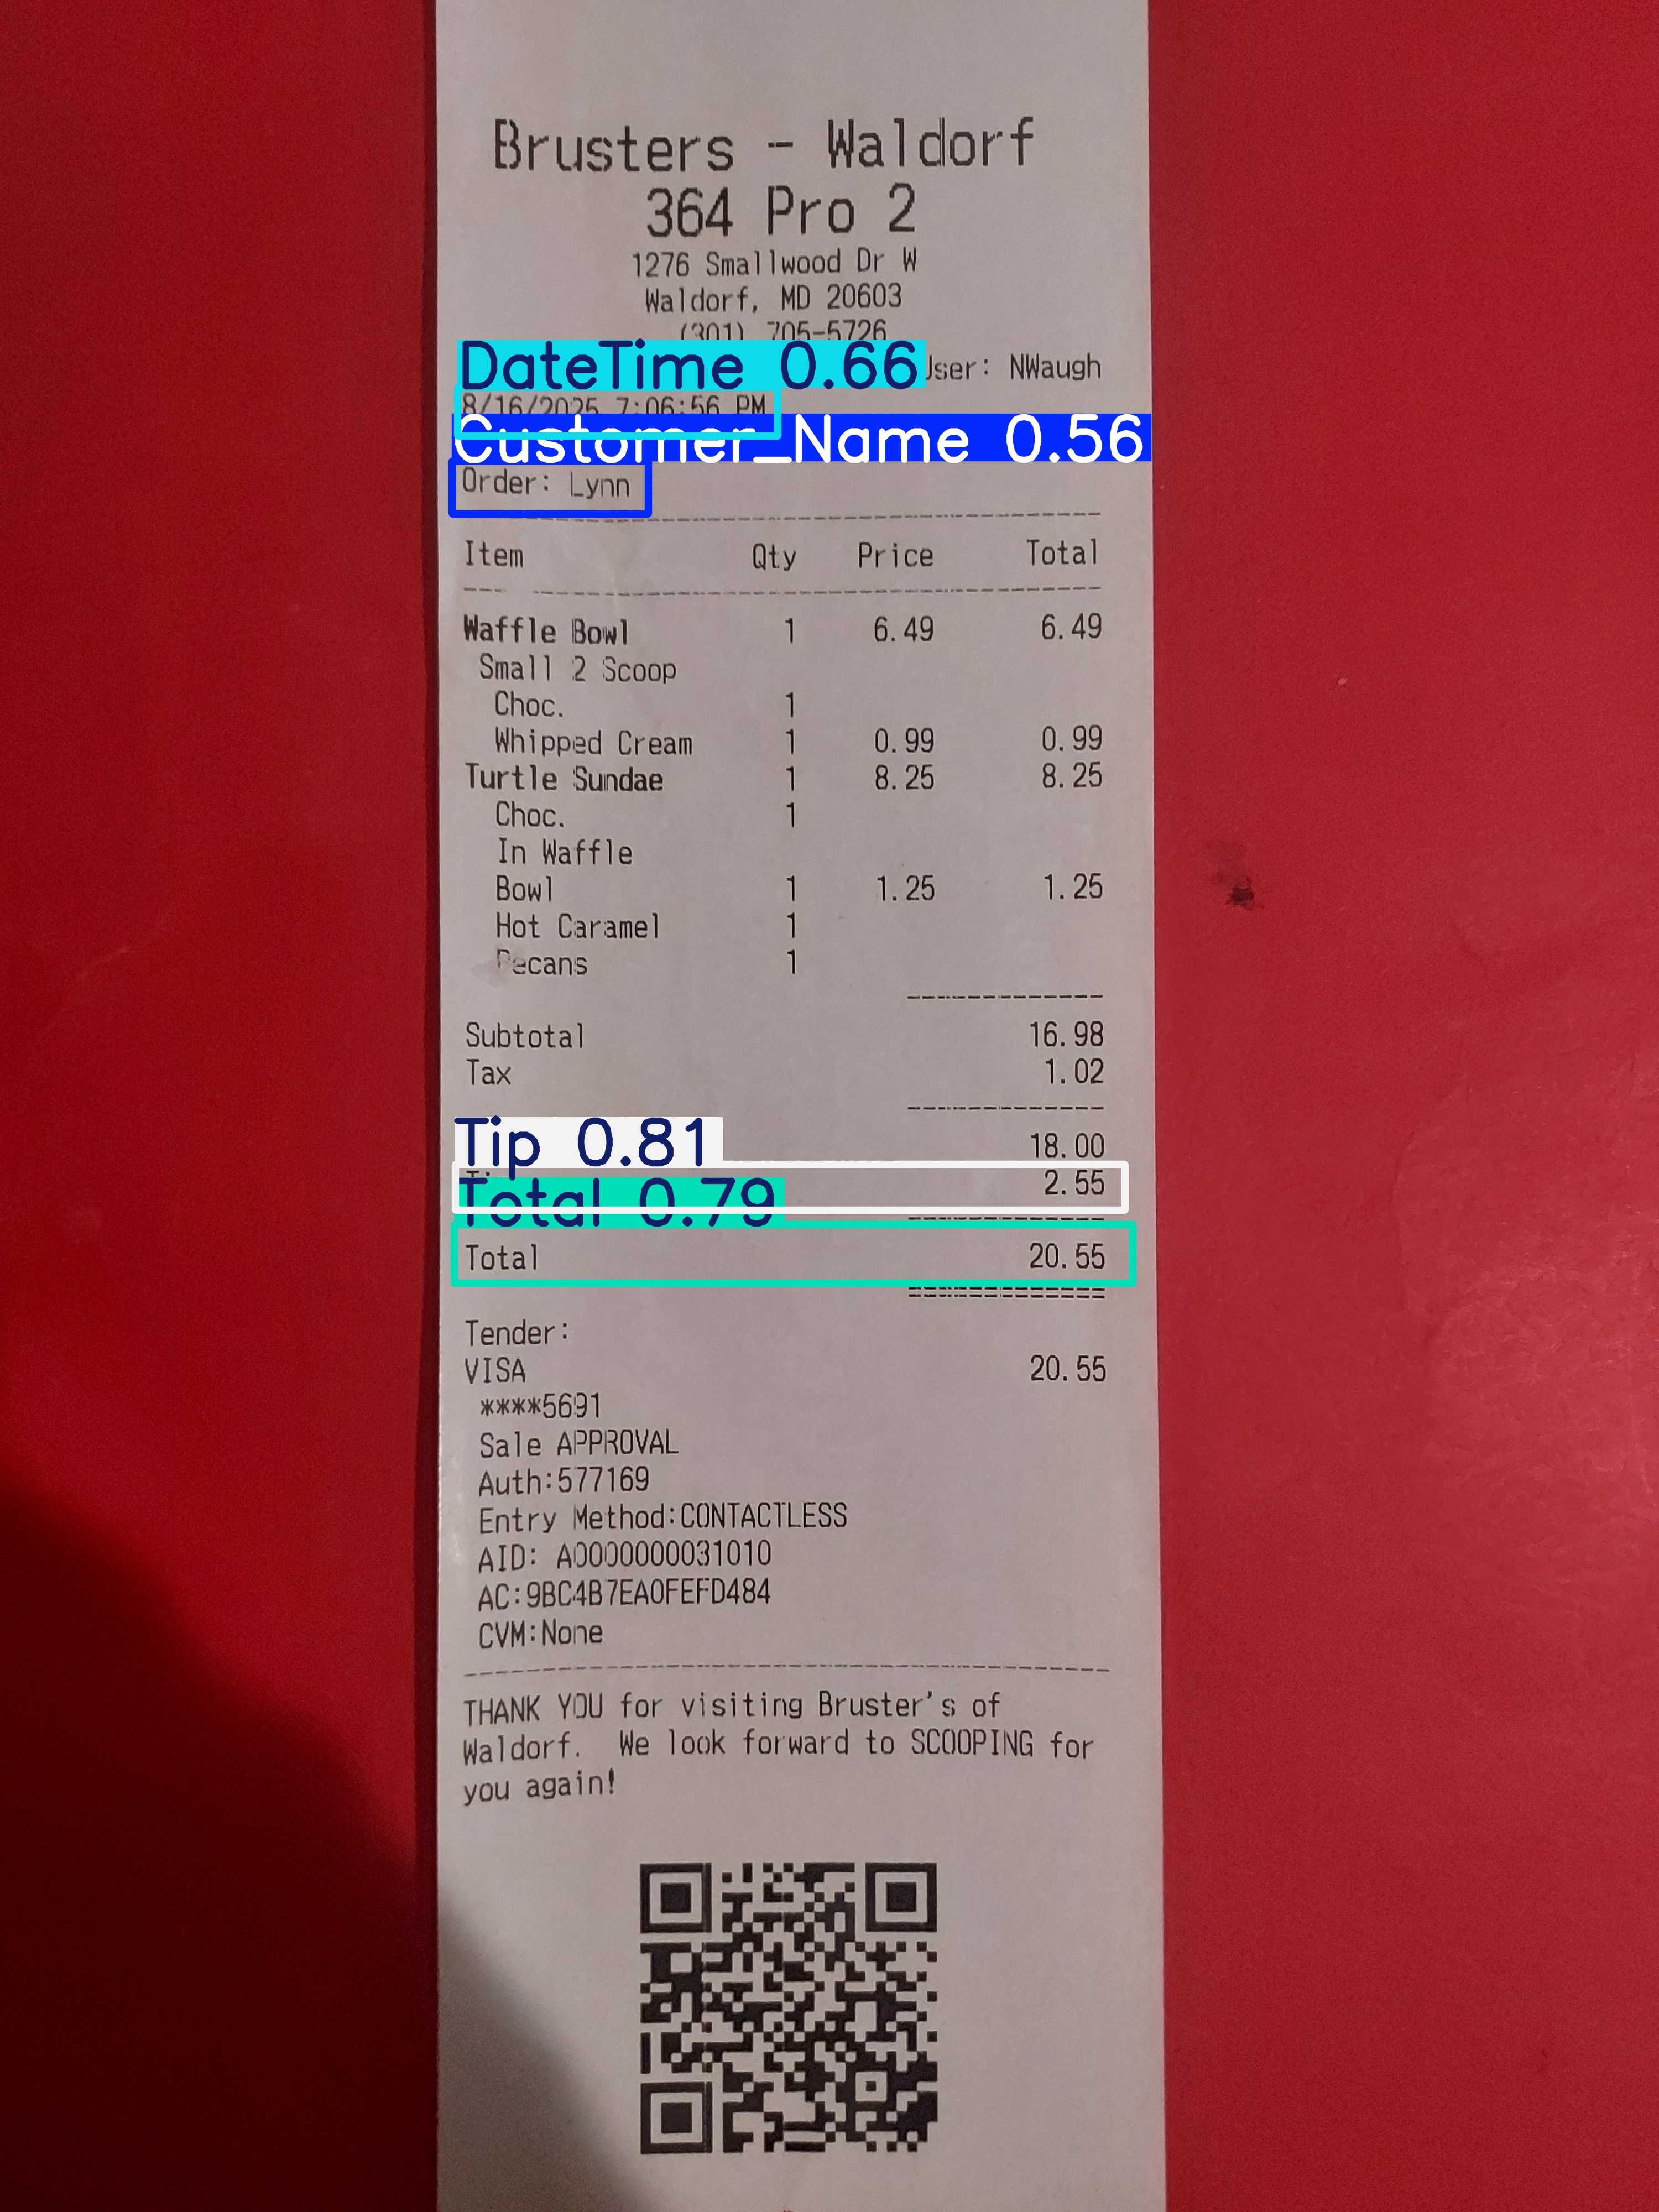 Brusters - Waldorf
364 Pro 2
1276 Smallwood Dr W
Waldorf, MD 20603
(301) 705-5726
DateTime 0.66 User: NWaugh
8/16/2025 7:06:56 PM
Customer_Name 0.56
Order: Lynn
Item Qty Price Total
Waffle Bowl 1 6.49 6.49
Small 2 Scoop
Choc. 1
Whipped Cream 1 0.99 0.99
Turtle Sundae 1 8.25 8.25
Choc. 1
In Waffle
Bowl 1 1.25 1.25
Hot Caramel 1
Pecans 1
Subtotal 16.98
Tax 1.02
Tip 0.81 18.00
2.55
Total 0.79
Total 20.55
Tender:
VISA 20.55
****5691
Sale APPROVAL
Auth:577169
Entry Method:CONTACTLESS
AID: A0000000031010
AC:9BC4B7EA0FEFD484
CVM:None
THANK YOU for visiting Bruster's of
Waldorf. We look forward to SCOOPING for
you again!